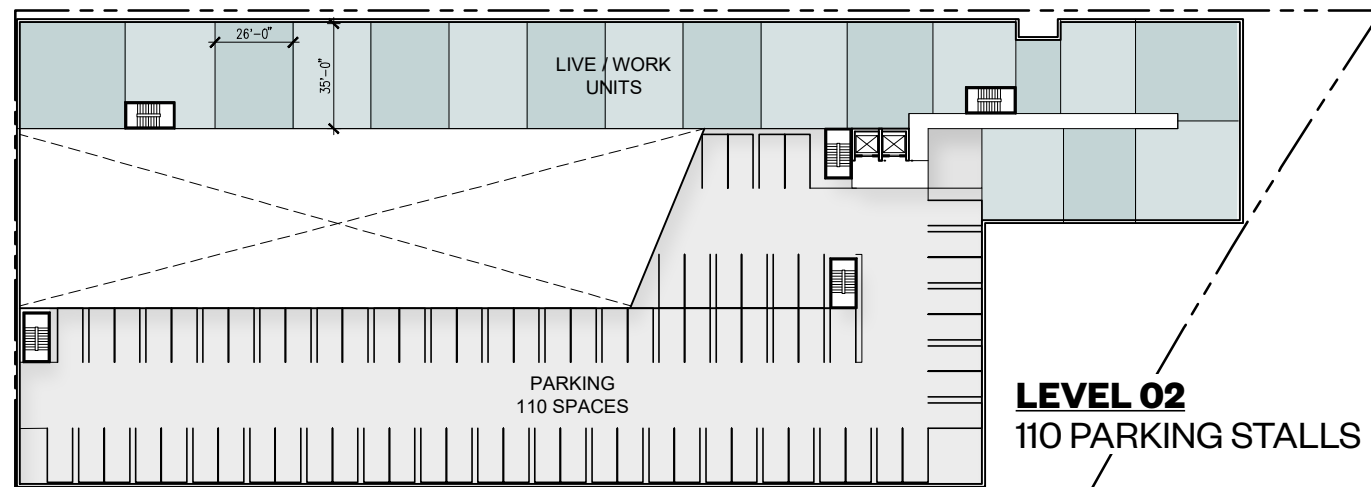 26'-0"
35'-0"
LIVE / WORK
UNITS
PARKING
110 SPACES
LEVEL 02
110 PARKING STALLS